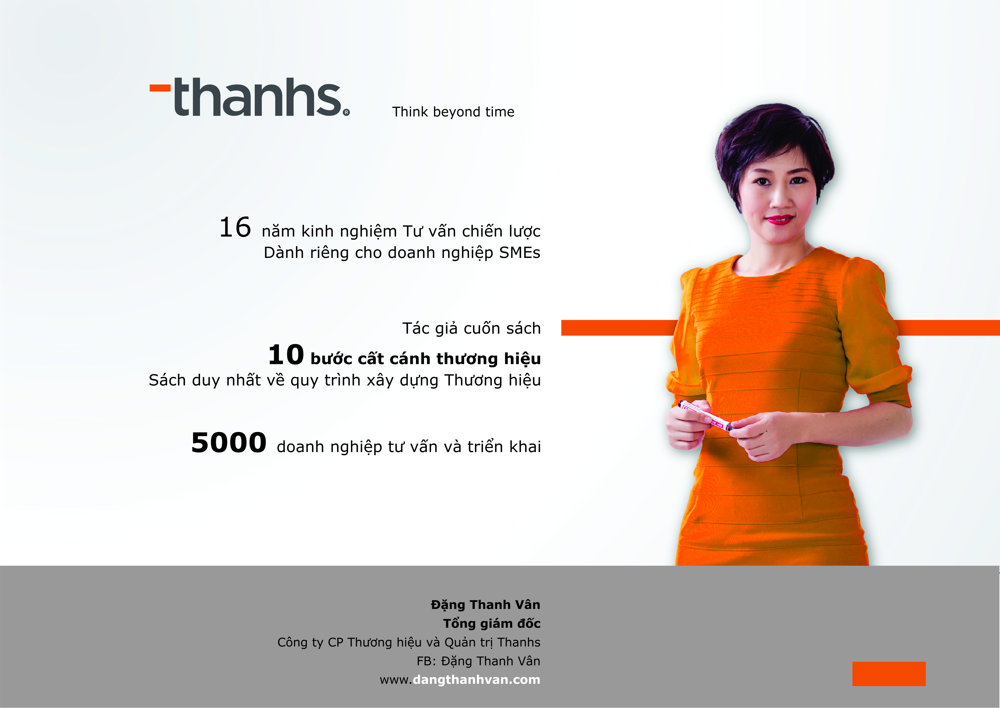 thanhs.®
Think beyond time
16 năm kinh nghiệm Tư vấn chiến lược
Dành riêng cho doanh nghiệp SMEs
Tác giả cuốn sách
10 bước cất cánh thương hiệu
Sách duy nhất về quy trình xây dựng Thương hiệu
5000 doanh nghiệp tư vấn và triển khai
Đặng Thanh Vân
Tổng giám đốc
Công ty CP Thương hiệu và Quản trị Thanhs
FB: Đặng Thanh Vân
www.dangthanhvan.com